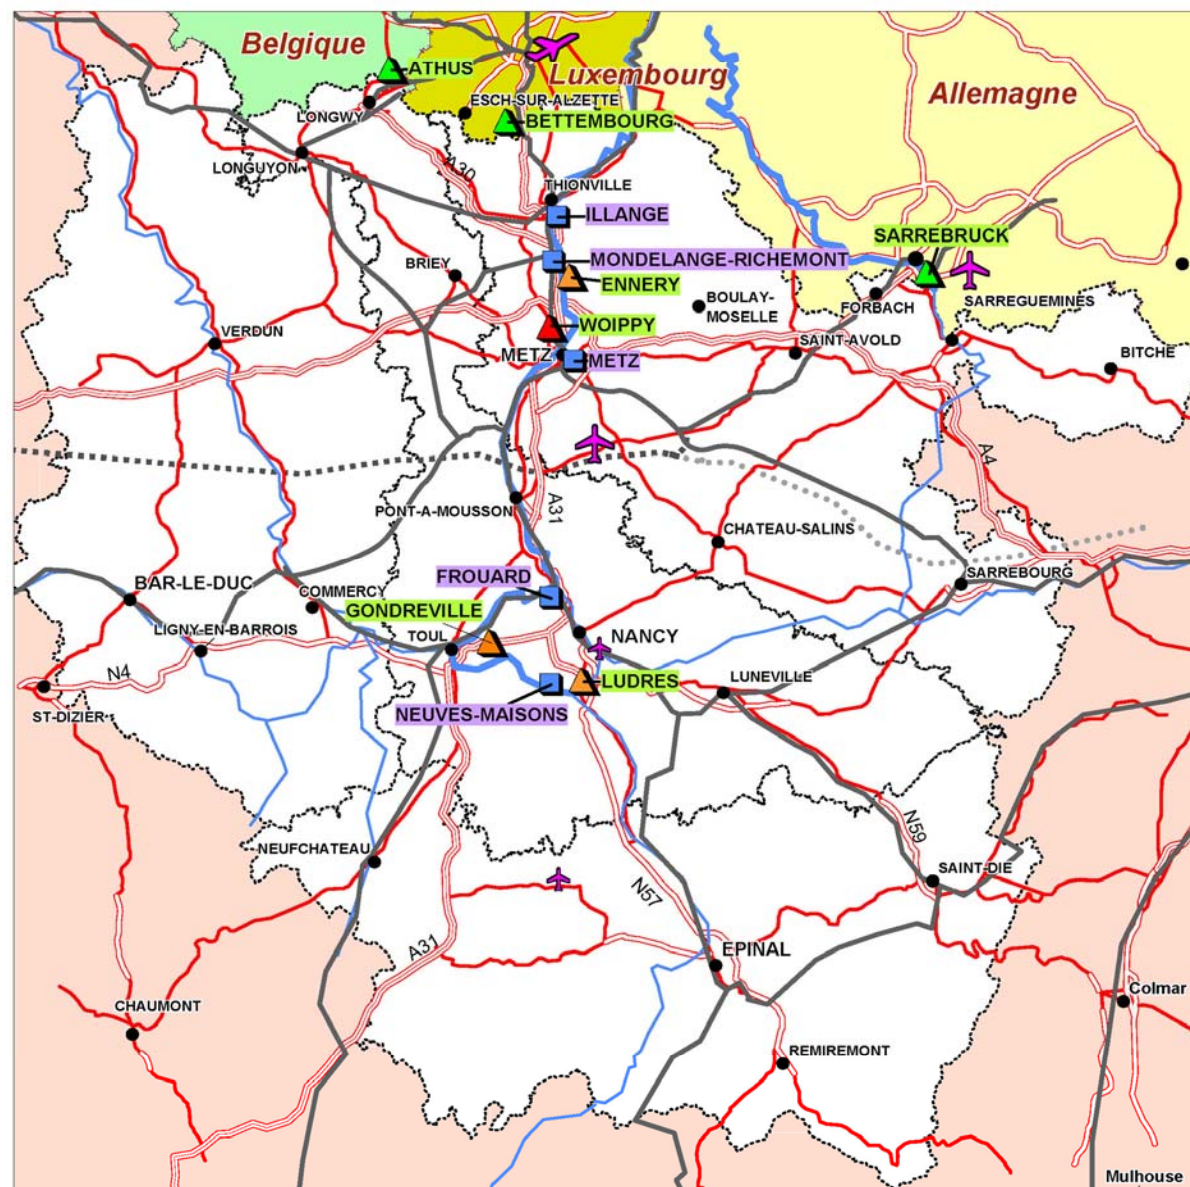 Belgique
ATHUS
Luxembourg
ESCH-SUR-ALZETTE
Allemagne
LONGWY
BETTEMBOURG
LONGUYON
A30
THIONVILLE
ILLANGE
SARREBRUCK
BRIEY
MONDELANGE-RICHEMONT
ENNERY
BOULAY-
MOSELLE
FORBACH
SARREGUEMINES
VERDUN
WOIPPY
METZ
METZ
SAINT-AVOLD
BITCHE
A4
PONT-A-MOUSSON
A31
CHATEAU-SALINS
FROUARD
SARREBOURG
BAR-LE-DUC
COMMERCY
GONDREVILLE
LIGNY-EN-BARROIS
TOUL
NANCY
N4
LUDRES
LUNEVILLE
ST-DIZIER
NEUVES-MAISONS
N59
NEUFCHATEAU
SAINT-DIE
N57
A31
EPINAL
CHAUMONT
Colmar
REMIREMONT
Mulhouse